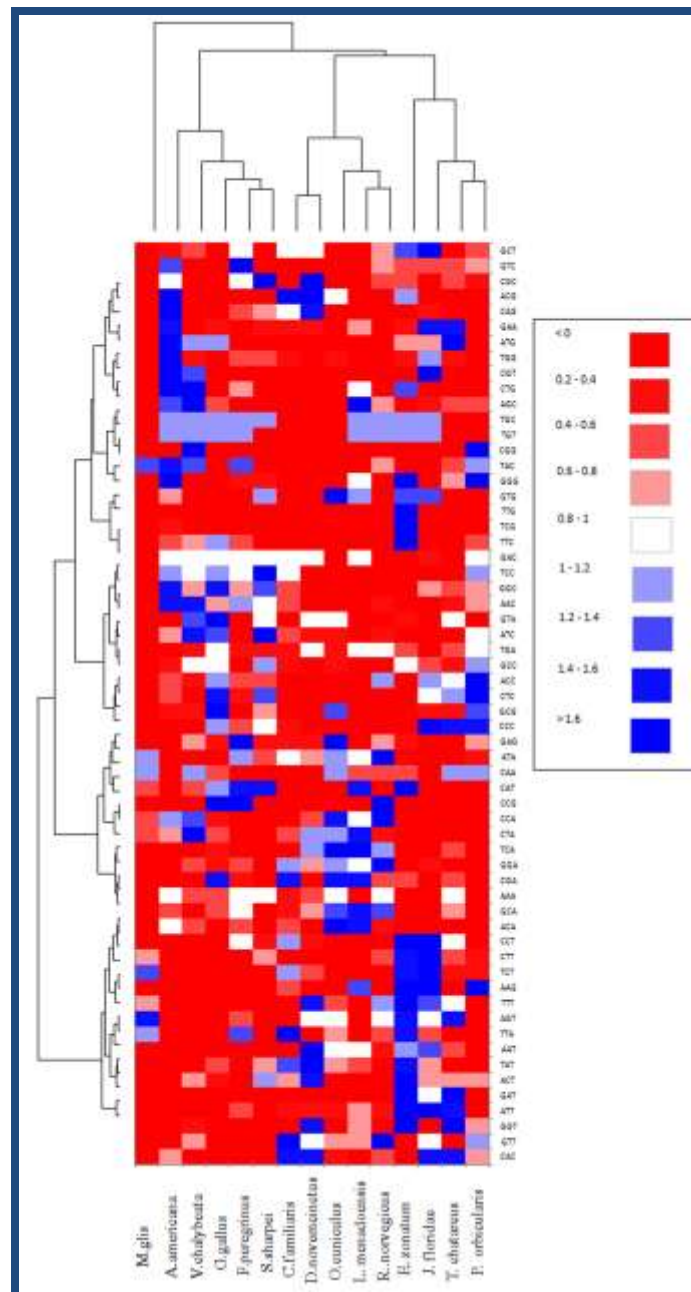 GCT
GTC
CGC
ACG
CAG
GAA
ATG
TGG
CGT
CTG
AGC
TGC
TGT
CGG
GGG
GTG
TTG
TCG
TTC
GAC
TCC
GGC
AAC
GTA
ATC
TGA
GCC
ACC
CTC
GCG
CCC
GAG
ATA
CAA
CAT
CCG
CCA
CTA
TCA
GGA
CGA
AAA
GCA
ACA
CCT
CTT
TCT
AAG
TTT
AGT
TTA
AAT
TAT
ACT
GAT
ATT
GGT
GTT
CAC
< 0
0.2 - 0.4
0.4 - 0.6
0.6 - 0.8
0.8 - 1
1 - 1.2
1.2 - 1.4
1.4 - 1.6
> 1.6
M.glis
A.americana
V.chalybeata
G.gallus
F.peregrinus
S.sharpei
C.familiaris
D.novemcinctus
O.cuniculus
L. menadoensis
R..norvegicus
E. zonatum
J. floridae
T. chatareus
P. orbicularis